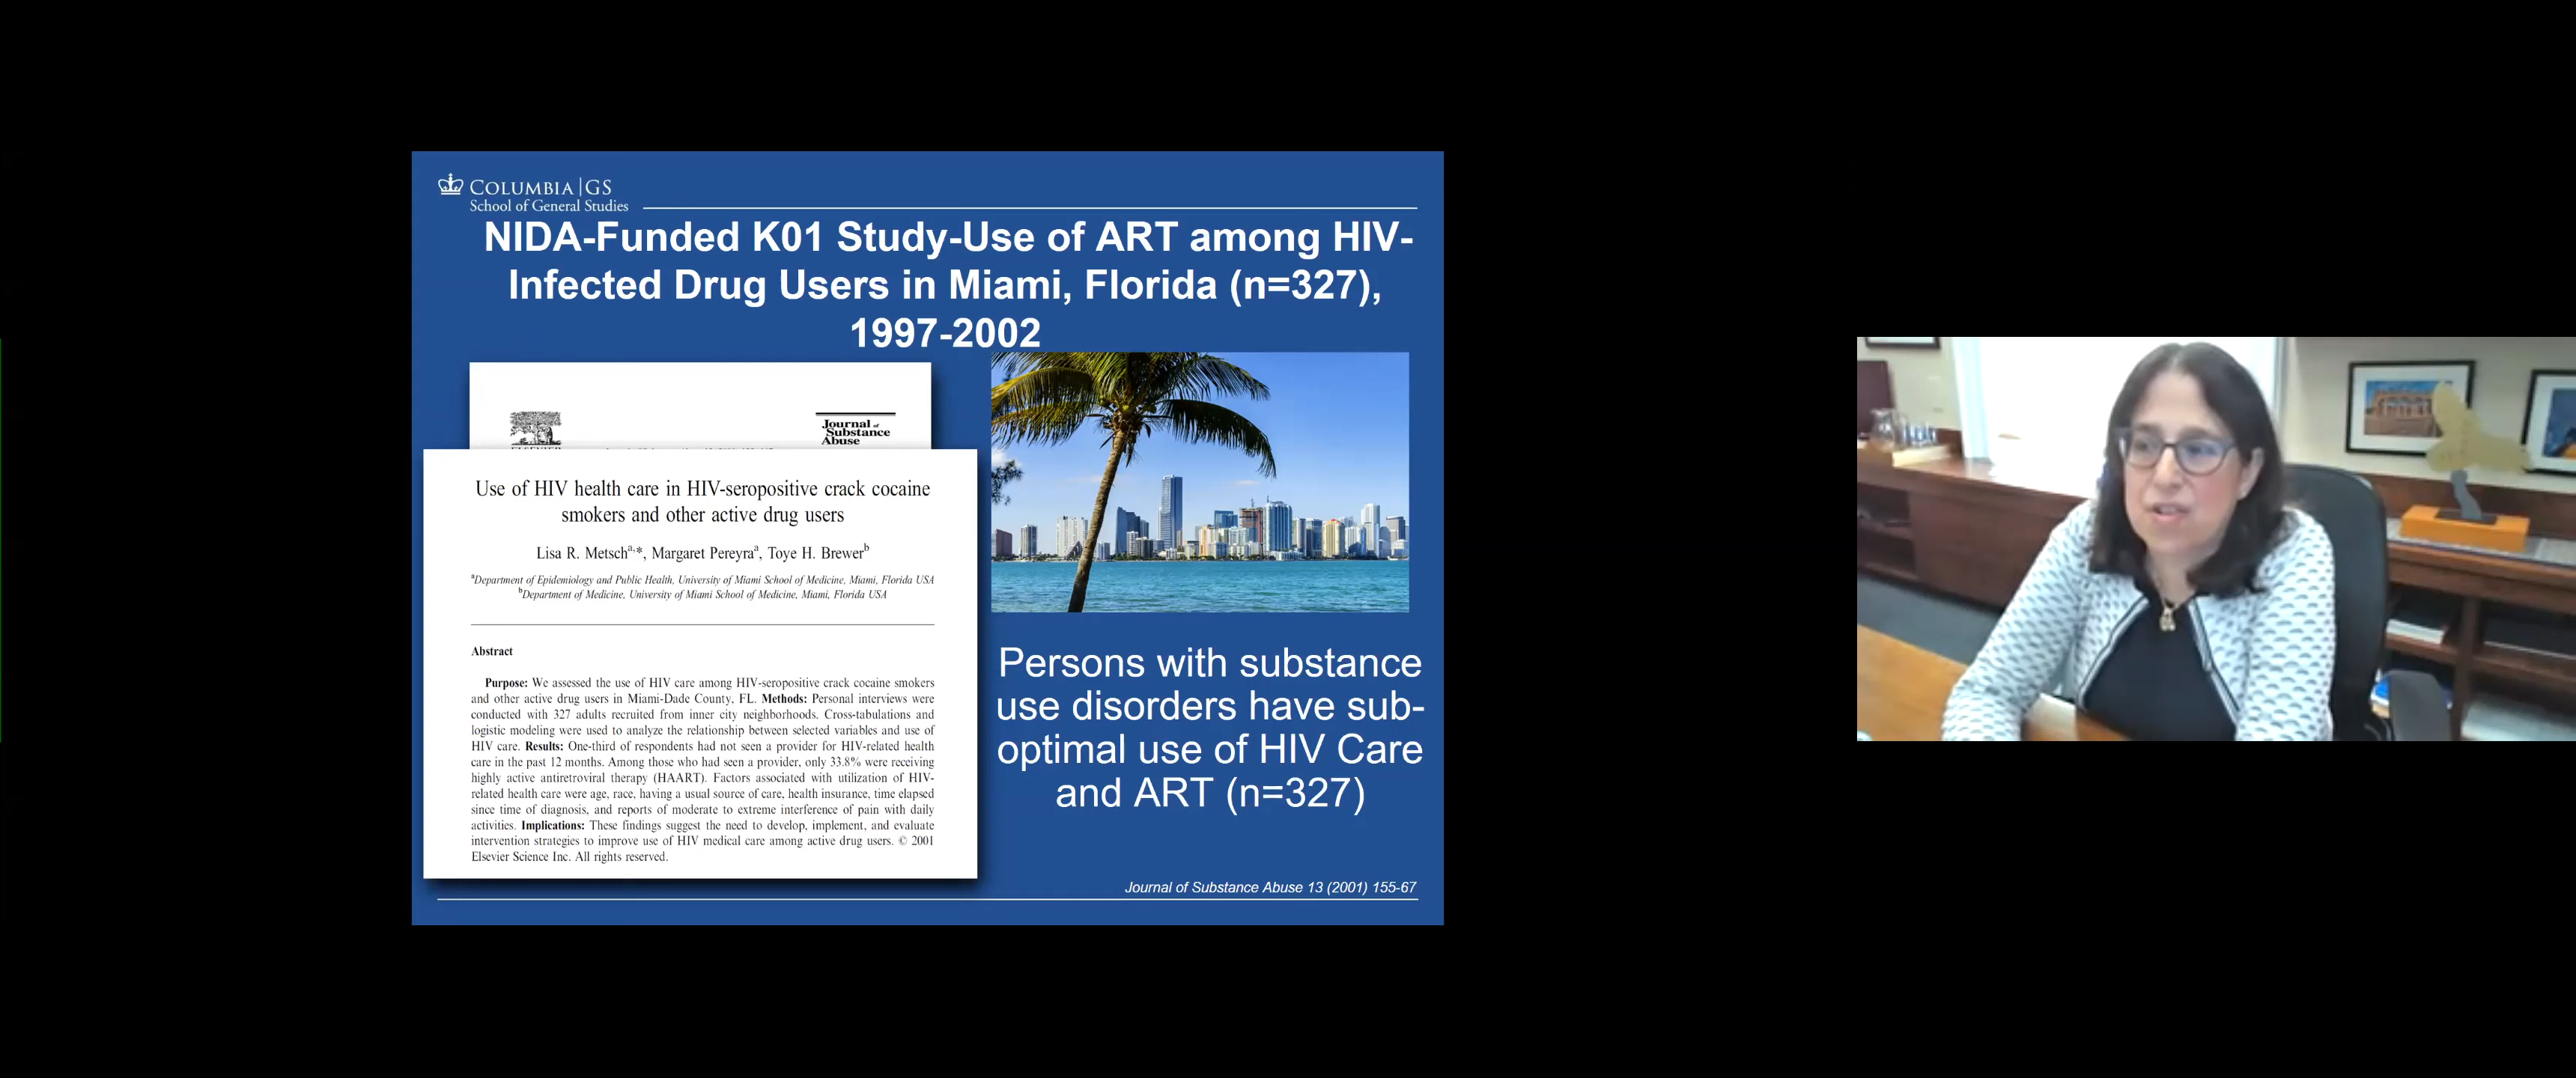 COLUMBIA | GS
School of General Studies
NIDA-Funded K01 Study-Use of ART among HIV-
Infected Drug Users in Miami, Florida (n=327),
1997-2002
Journal of
Substance
Abuse
Use of HIV health care in HIV-seropositive crack cocaine
smokers and other active drug users
Lisa R. Metsch^a,*, Margaret Pereyra^a, Toye H. Brewer^b
^aDepartment of Epidemiology and Public Health, University of Miami School of Medicine, Miami, Florida USA
^bDepartment of Medicine, University of Miami School of Medicine, Miami, Florida USA
Abstract
Purpose: We assessed the use of HIV care among HIV-seropositive crack cocaine smokers
and other active drug users in Miami-Dade County, FL. Methods: Personal interviews were
conducted with 327 adults recruited from inner city neighborhoods. Cross-tabulations and
logistic modeling were used to analyze the relationship between selected variables and use of
HIV care. Results: One-third of respondents had not seen a provider for HIV-related health
care in the past 12 months. Among those who had seen a provider, only 33.8% were receiving
highly active antiretroviral therapy (HAART). Factors associated with utilization of HIV-
related health care were age, race, having a usual source of care, health insurance, time elapsed
since time of diagnosis, and reports of moderate to extreme interference of pain with daily
activities. Implications: These findings suggest the need to develop, implement, and evaluate
intervention strategies to improve use of HIV medical care among active drug users. © 2001
Elsevier Science Inc. All rights reserved.
Persons with substance
use disorders have sub-
optimal use of HIV Care
and ART (n=327)
Journal of Substance Abuse 13 (2001) 155-67